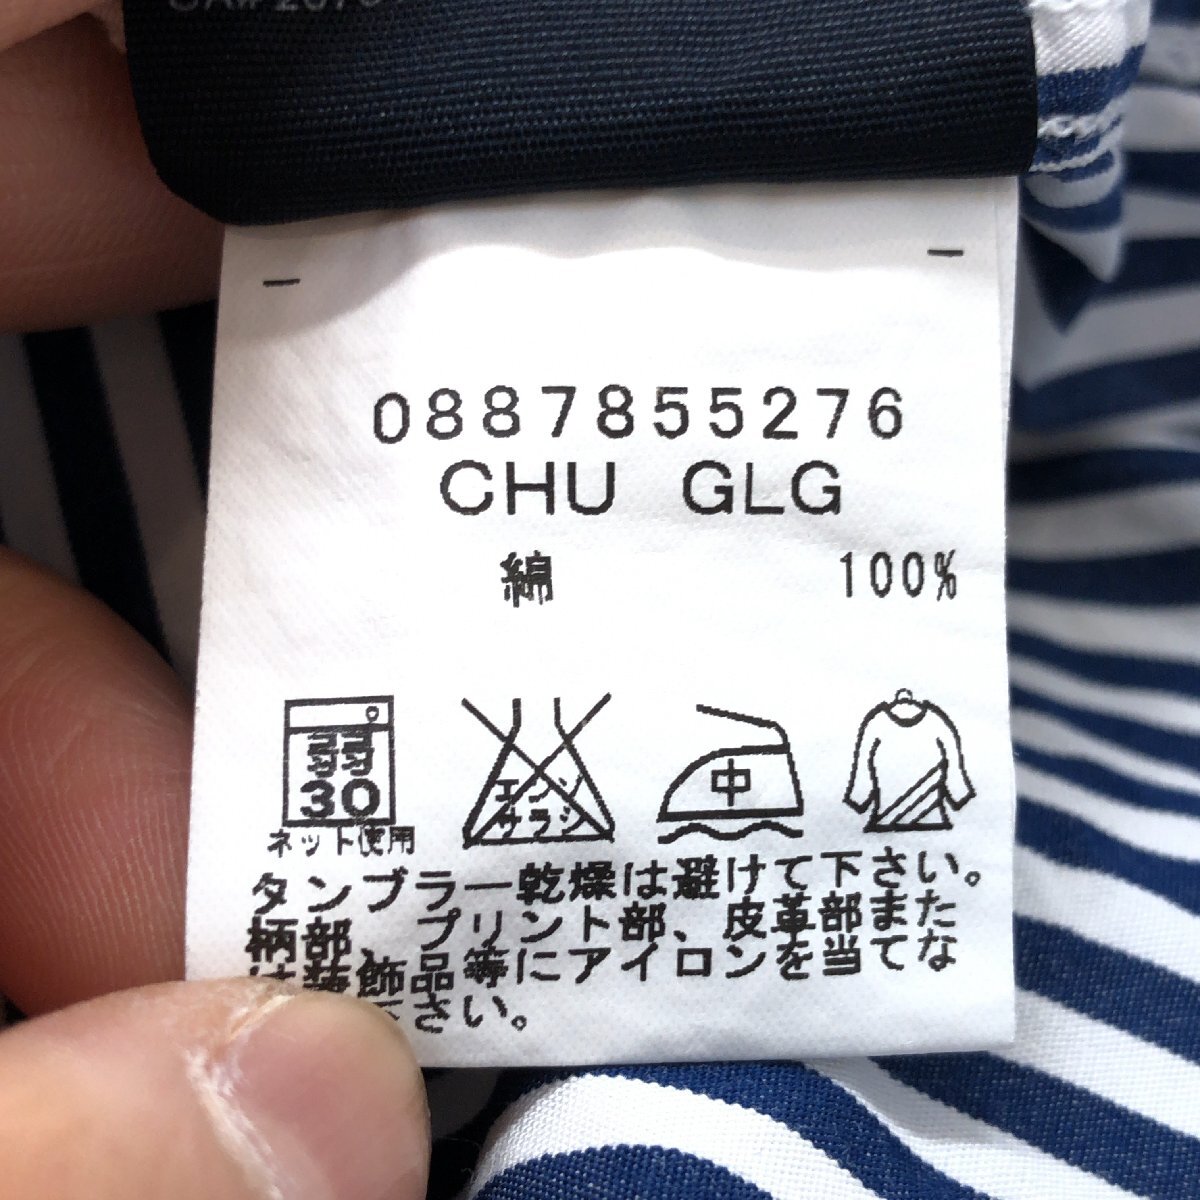 0887855276
CHU GLG
綿 100%
弱
30
エンソ
サラシ
中
ネット使用
タンブラー乾燥は避けて下さい。
柄部、プリント部、皮革部また
は装飾品等にアイロンを当てな
下さい。